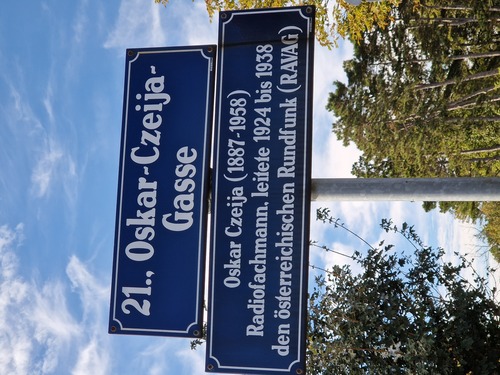 21., Oskar-Czeija-
Gasse
Oskar Czeija (1887-1958)
Radiofachmann, leitete 1924 bis 1938
den österreichischen Rundfunk (RAVAG)